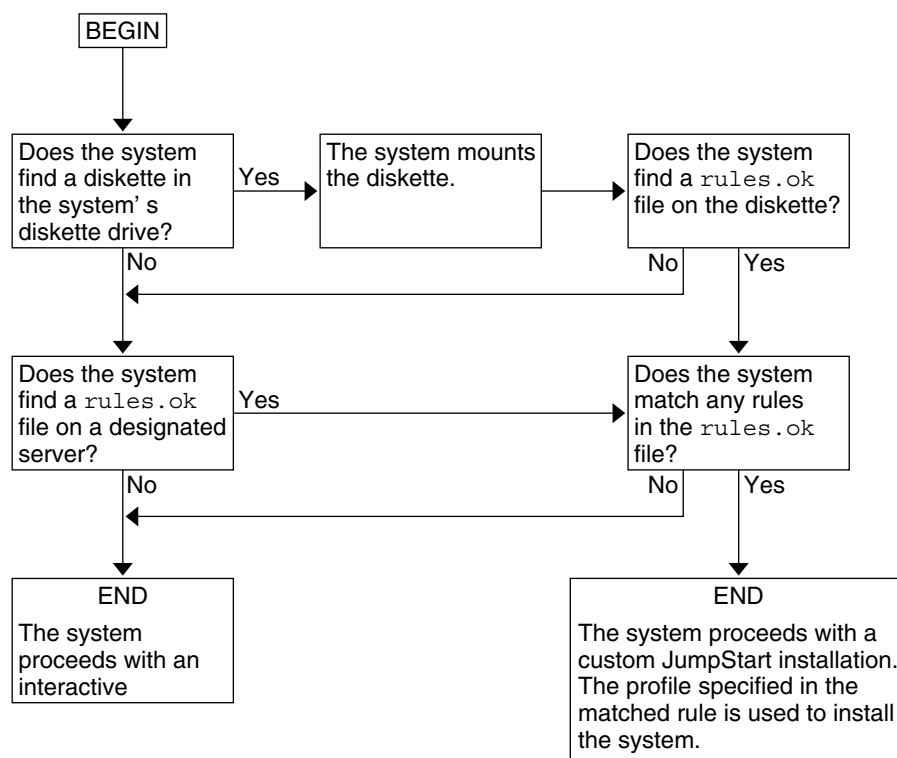 BEGIN
Does the system
find a diskette in
the system' s
diskette drive?
Yes
The system mounts
the diskette.
Does the system
find a rules.ok
file on the diskette?
No
No
Yes
Does the system
find a rules.ok
file on a designated
server?
Yes
Does the system
match any rules
in the rules.ok
file?
No
No
Yes
END
The system
proceeds with an
interactive
END
The system proceeds with a
custom JumpStart installation.
The profile specified in the
matched rule is used to install
the system.